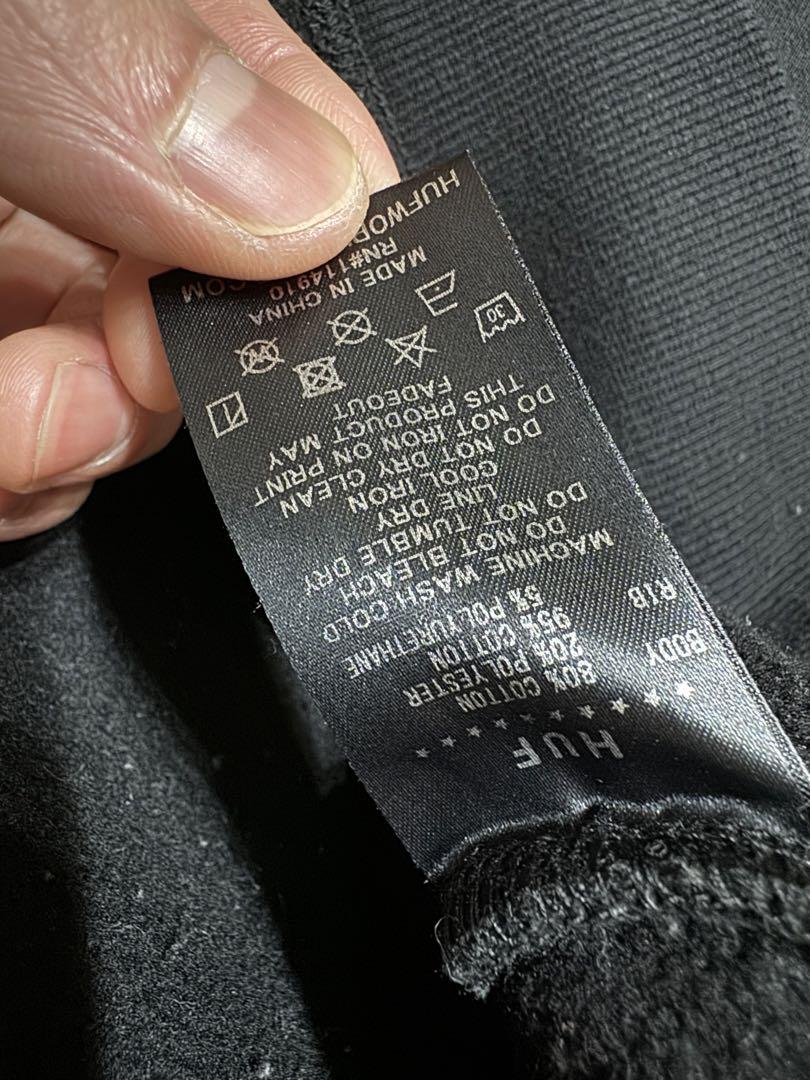 HUF
BODY 80% COTTON
20% POLYESTER
RIB 95% COTTON
5% POLYURETHANE
MACHINE WASH COLD
DO NOT BLEACH
DO NOT TUMBLE DRY
LINE DRY
COOL IRON
DO NOT DRY CLEAN
DO NOT IRON ON PRINT
THIS PRODUCT MAY
FADEOUT
30
MADE IN CHINA
RN#114910